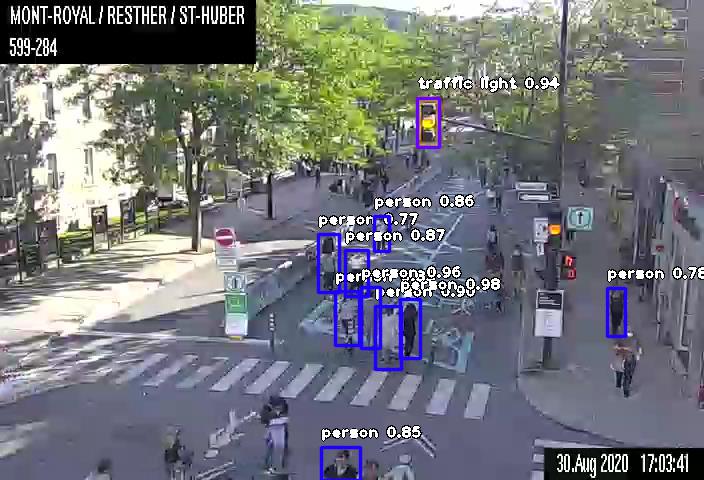 MONT-ROYAL / RESTHER / ST-HUBER
599-284
traffic light 0.94
person 0.86
person 0.77
person 0.87
person 0.96
person 0.98
person 0.78
person 0.85
30.Aug 2020 17:03:41